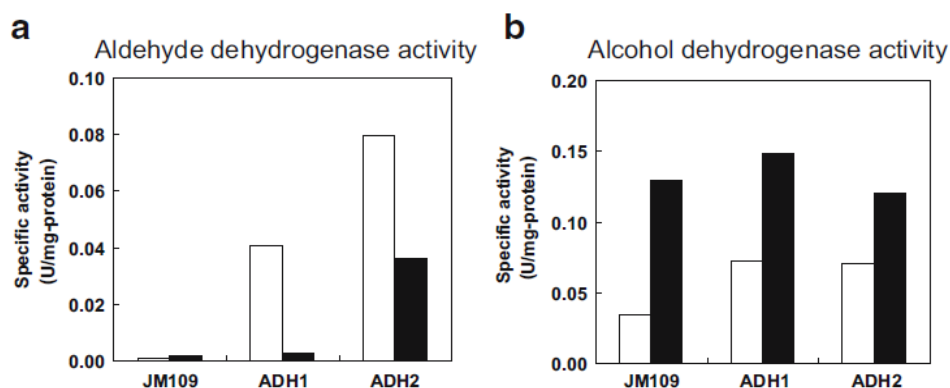 a
Aldehyde dehydrogenase activity
Specific activity
(U/mg-protein)
0.10
0.08
0.06
0.04
0.02
0.00
JM109 ADH1 ADH2
b
Alcohol dehydrogenase activity
Specific activity
(U/mg-protein)
0.20
0.15
0.10
0.05
0.00
JM109 ADH1 ADH2